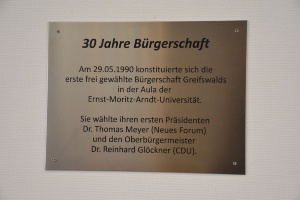 30 Jahre Bürgerschaft
Am 29.05.1990 konstituierte sich die
erste frei gewählte Bürgerschaft Greifswalds
in der Aula der
Ernst-Moritz-Arndt-Universität.
Sie wählte ihren ersten Präsidenten
Dr. Thomas Meyer (Neues Forum)
und den Oberbürgermeister
Dr. Reinhard Glöckner (CDU).